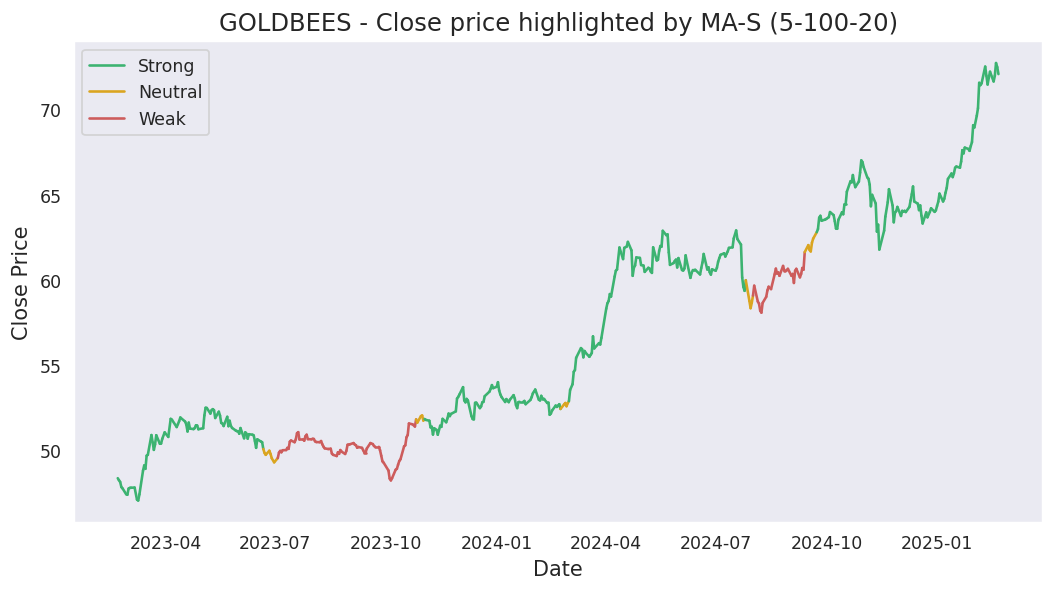 GOLDBEES - Close price highlighted by MA-S (5-100-20)
Strong
Neutral
Weak
70
65
60
55
50
Close Price
2023-04 2023-07 2023-10 2024-01 2024-04 2024-07 2024-10 2025-01
Date